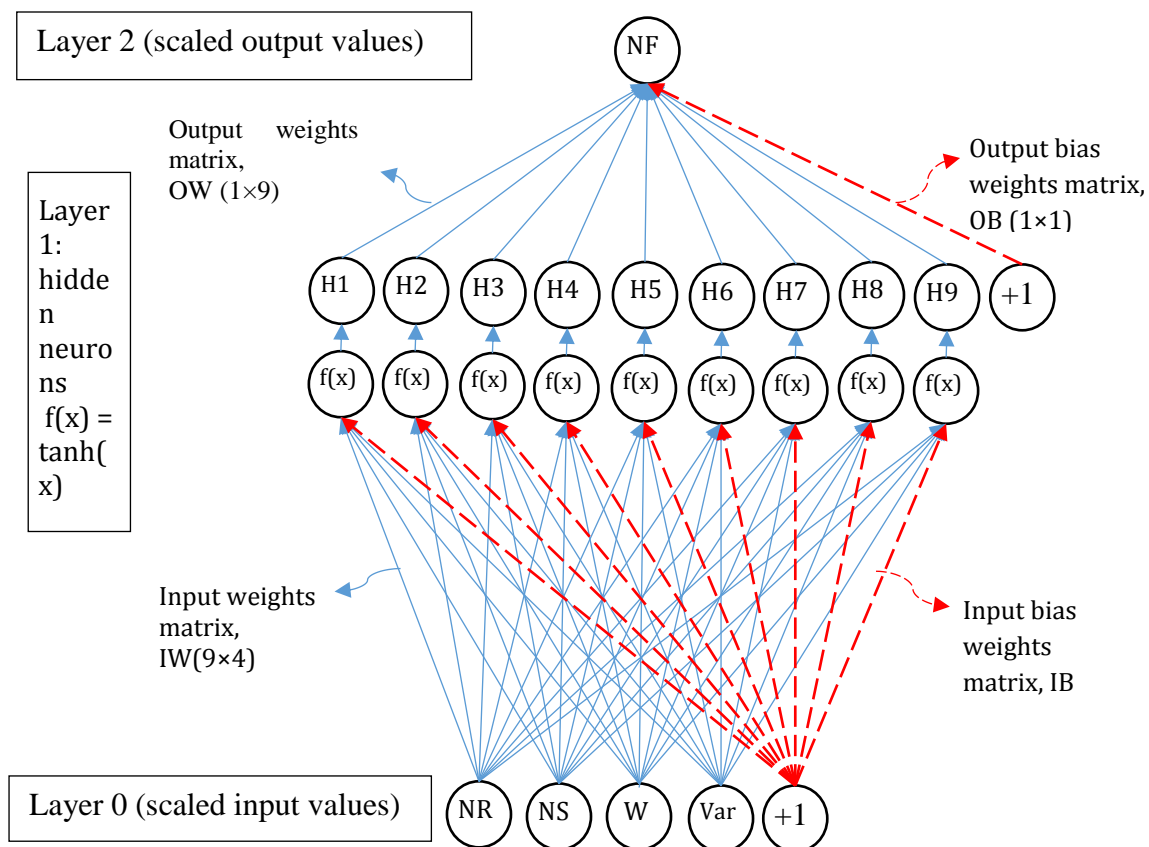 Layer 2 (scaled output values)
NF
Output weights
matrix,
OW (1×9)
Output bias
weights matrix,
OB (1×1)
Layer
1:
hidde
n
neuro
ns
f(x) =
tanh(
x)
H1 H2 H3 H4 H5 H6 H7 H8 H9 +1
f(x) f(x) f(x) f(x) f(x) f(x) f(x) f(x) f(x)
Input weights
matrix,
IW(9×4)
Input bias
weights
matrix, IB
Layer 0 (scaled input values)
NR NS W Var +1